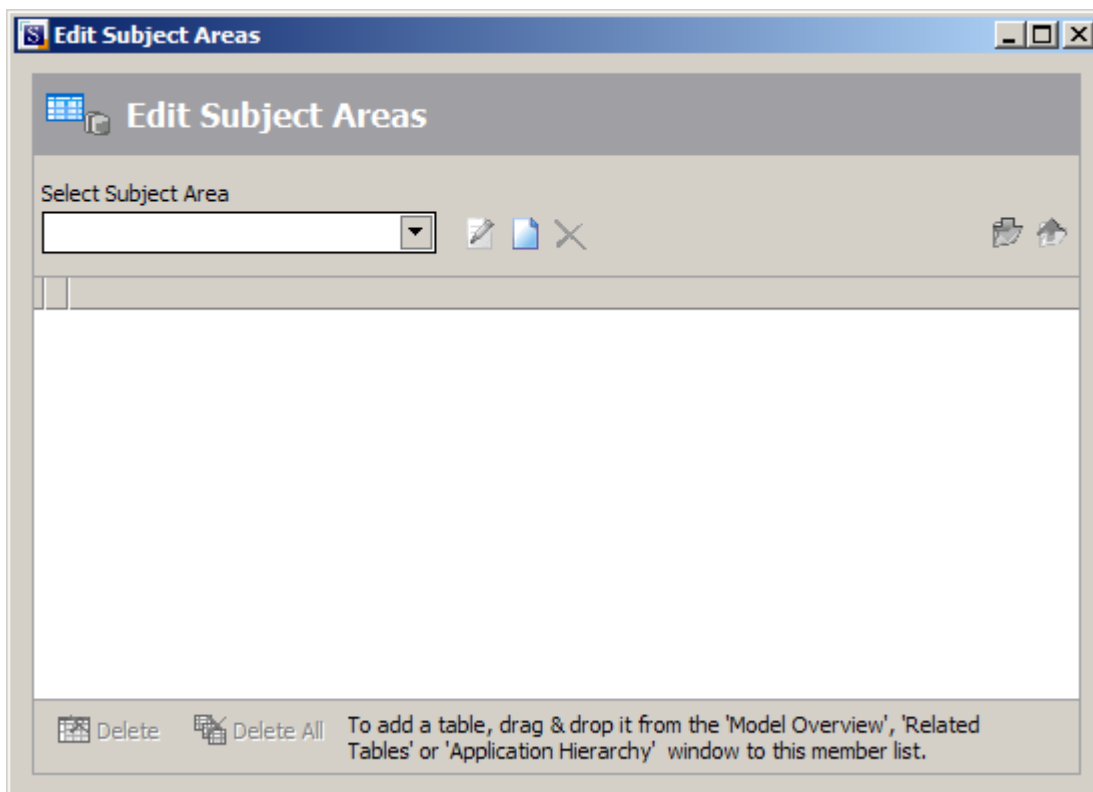 Edit Subject Areas
Edit Subject Areas
Select Subject Area
Delete
Delete All
To add a table, drag & drop it from the 'Model Overview', 'Related
Tables' or 'Application Hierarchy' window to this member list.